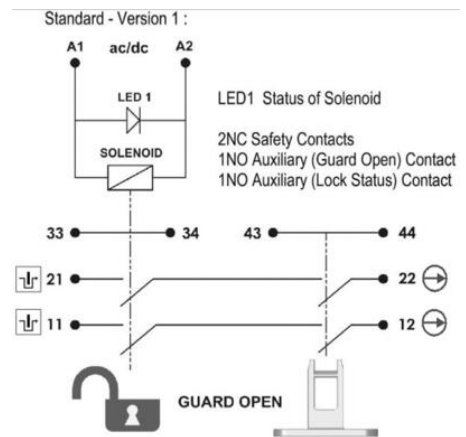 Standard - Version 1 :
A1 ac/dc A2
LED 1
LED1 Status of Solenoid
SOLENOID
2NC Safety Contacts
1NO Auxiliary (Guard Open) Contact
1NO Auxiliary (Lock Status) Contact
33 34 43 44
21 22
11 12
GUARD OPEN